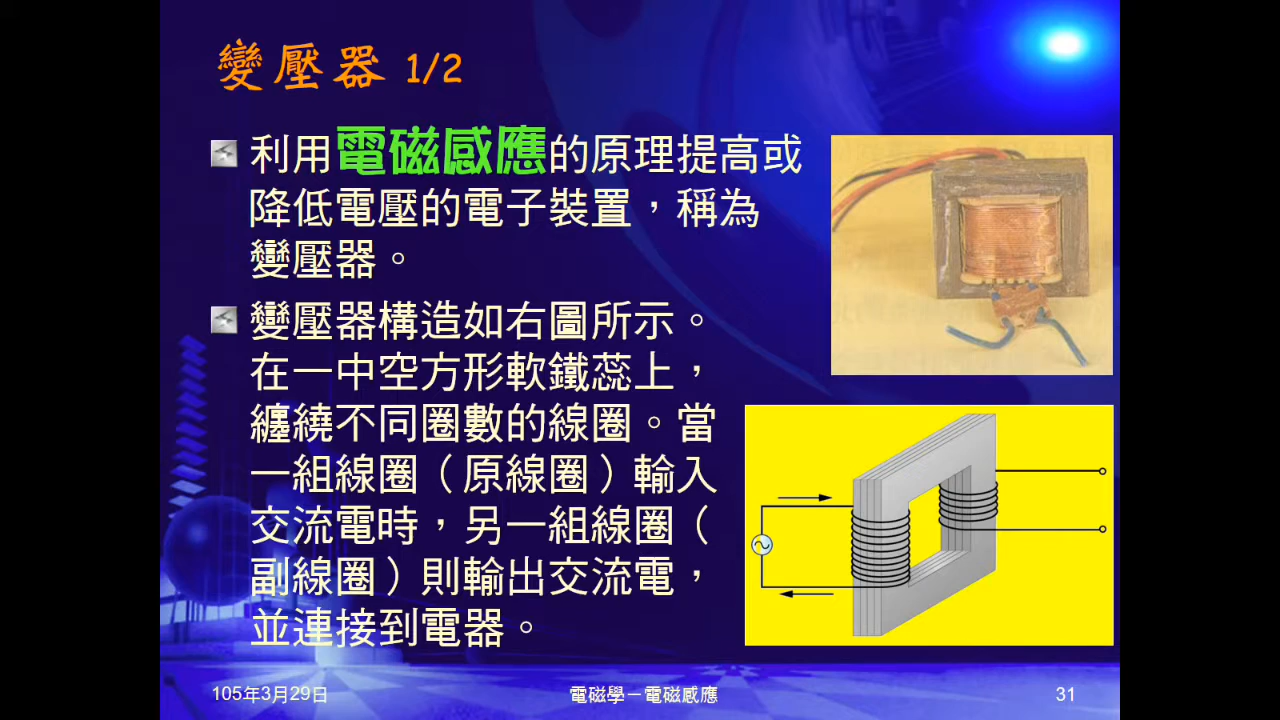 變壓器 1/2
利用電磁感應的原理提高或
降低電壓的電子裝置，稱為
變壓器。
變壓器構造如右圖所示。
在一中空方形軟鐵蕊上，
纏繞不同圈數的線圈。當
一組線圈（原線圈）輸入
交流電時，另一組線圈（
副線圈）則輸出交流電，
並連接到電器。
105年3月29日
電磁學－電磁感應
31